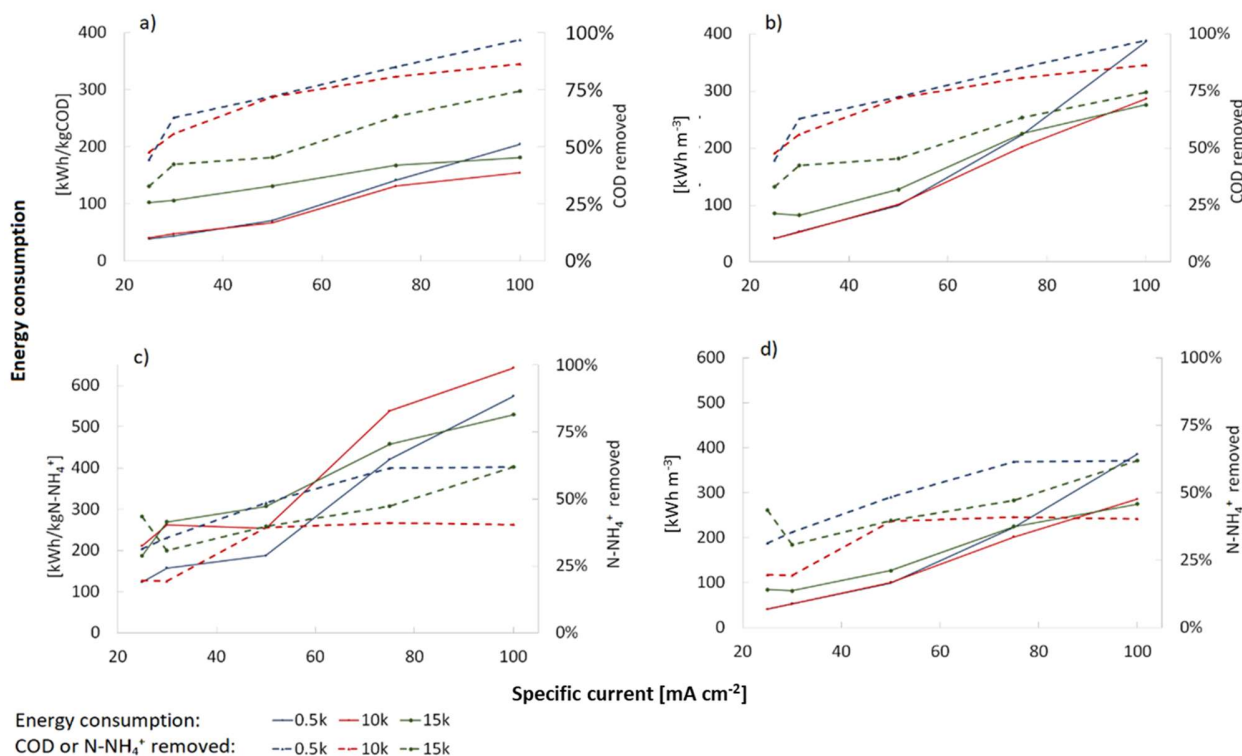 a)
400
300
200
100
0
[kWh/kgCOD]
100%
75%
50%
25%
0%
COD removed
20 40 60 80 100
b)
400
300
200
100
0
[kWh m-3]
100%
75%
50%
25%
0%
COD removed
20 40 60 80 100
Energy consumption
c)
600
500
400
300
200
100
0
[kWh/kgN-NH4+]
100%
75%
50%
25%
0%
N-NH4+ removed
20 40 60 80 100
d)
600
500
400
300
200
100
0
[kWh m-3]
100%
75%
50%
25%
0%
N-NH4+ removed
20 40 60 80 100
Specific current [mA cm-2]
Energy consumption: 0.5k 10k 15k
COD or N-NH4+ removed: 0.5k 10k 15k